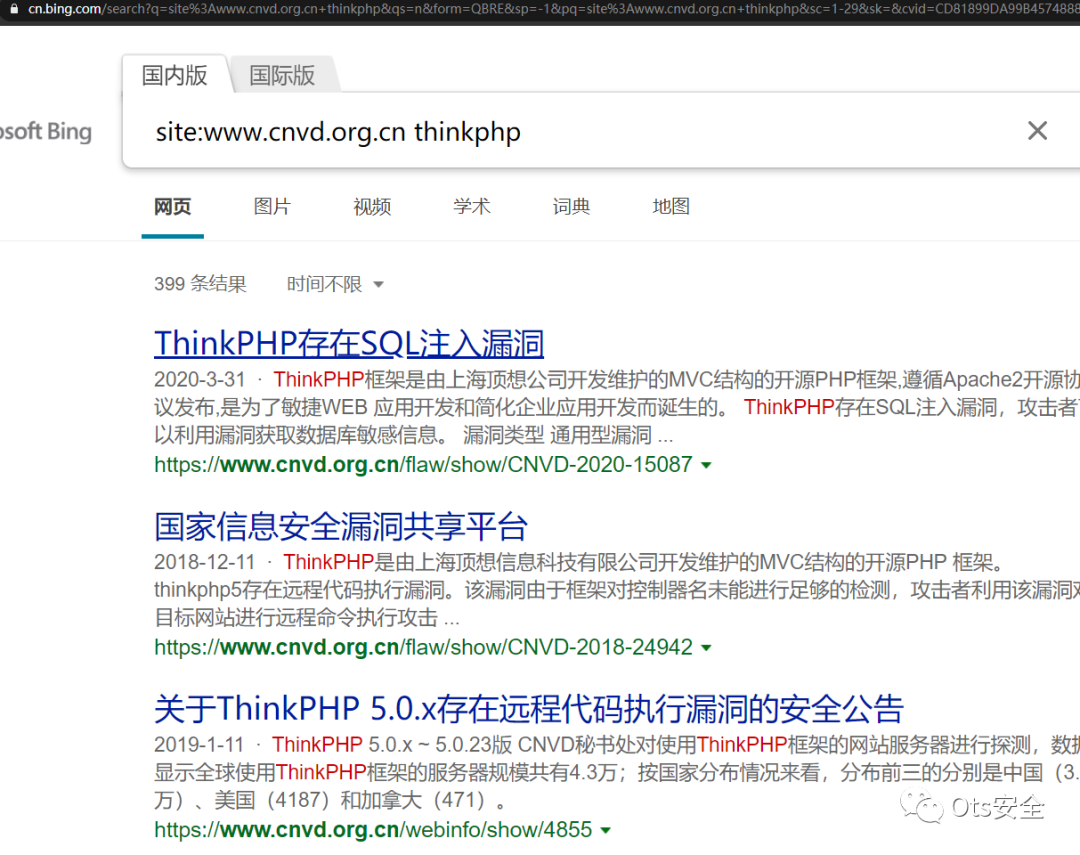 cn.bing.com/search?q=site%3Awww.cnvd.org.cn+thinkphp&qs=n&form=QBRE&sp=-1&pq=site%3Awww.cnvd.org.cn+thinkphp&sc=1-29&sk=&cvid=CD81899DA99B4574888
国内版 国际版
osoft Bing
site:www.cnvd.org.cn thinkphp
网页 图片 视频 学术 词典 地图
399 条结果 时间不限
ThinkPHP存在SQL注入漏洞
2020-3-31 · ThinkPHP框架是由上海顶想公司开发维护的MVC结构的开源PHP框架,遵循Apache2开源协
议发布,是为了敏捷WEB 应用开发和简化企业应用开发而诞生的。 ThinkPHP存在SQL注入漏洞，攻击者
以利用漏洞获取数据库敏感信息。 漏洞类型 通用型漏洞 ...
https://www.cnvd.org.cn/flaw/show/CNVD-2020-15087
国家信息安全漏洞共享平台
2018-12-11 · ThinkPHP是由上海顶想信息科技有限公司开发维护的MVC结构的开源PHP 框架。
thinkphp5存在远程代码执行漏洞。该漏洞由于框架对控制器名未能进行足够的检测，攻击者利用该漏洞对
目标网站进行远程命令执行攻击 ...
https://www.cnvd.org.cn/flaw/show/CNVD-2018-24942
关于ThinkPHP 5.0.x存在远程代码执行漏洞的安全公告
2019-1-11 · ThinkPHP 5.0.x ~ 5.0.23版 CNVD秘书处对使用ThinkPHP框架的网站服务器进行探测，数据
显示全球使用ThinkPHP框架的服务器规模共有4.3万；按国家分布情况来看，分布前三的分别是中国（3.
万）、美国（4187）和加拿大（471）。
https://www.cnvd.org.cn/webinfo/show/4855
Ots安全